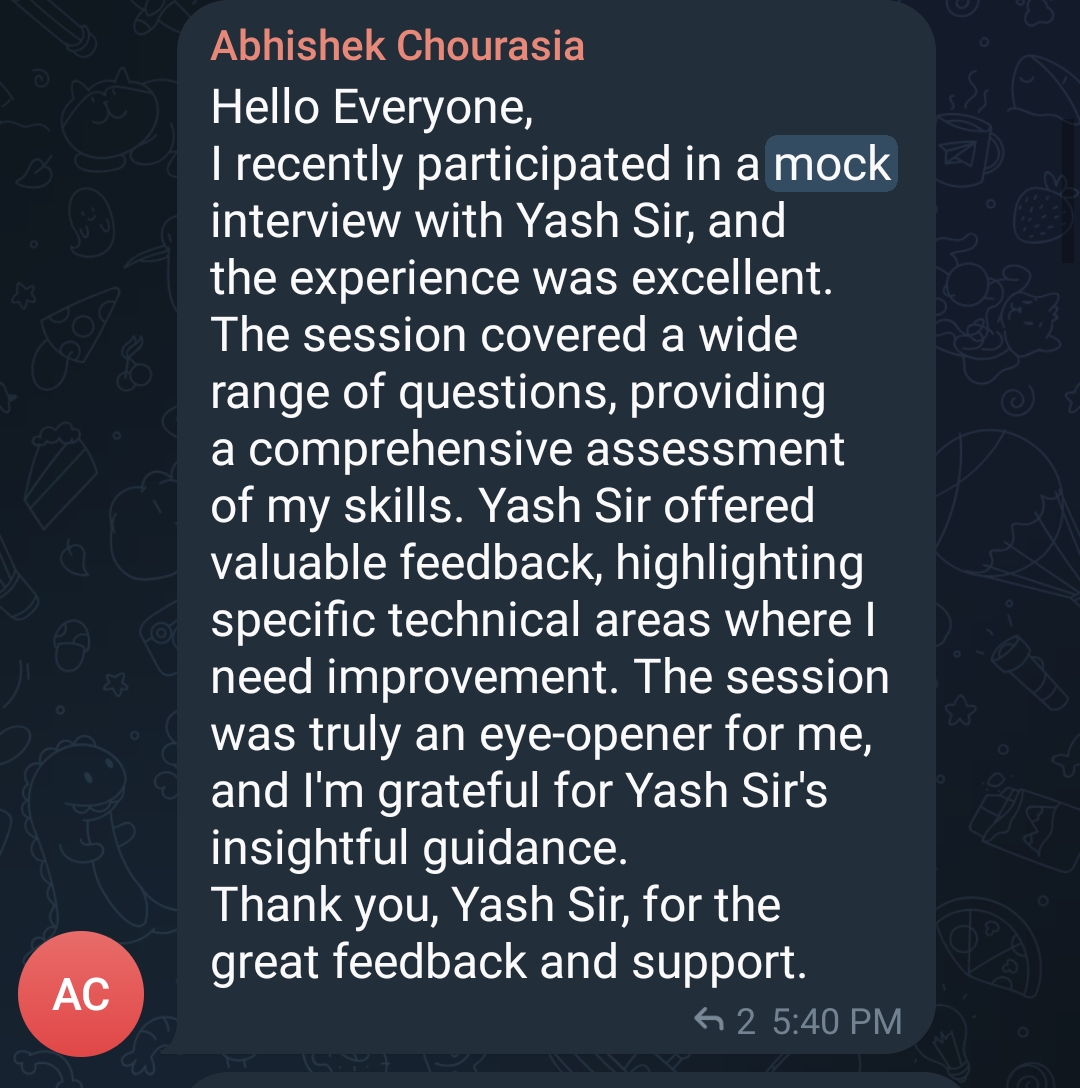 Abhishek Chourasia
Hello Everyone,
I recently participated in a mock
interview with Yash Sir, and
the experience was excellent.
The session covered a wide
range of questions, providing
a comprehensive assessment
of my skills. Yash Sir offered
valuable feedback, highlighting
specific technical areas where I
need improvement. The session
was truly an eye-opener for me,
and I'm grateful for Yash Sir's
insightful guidance.
Thank you, Yash Sir, for the
great feedback and support.
AC
2 5:40 PM